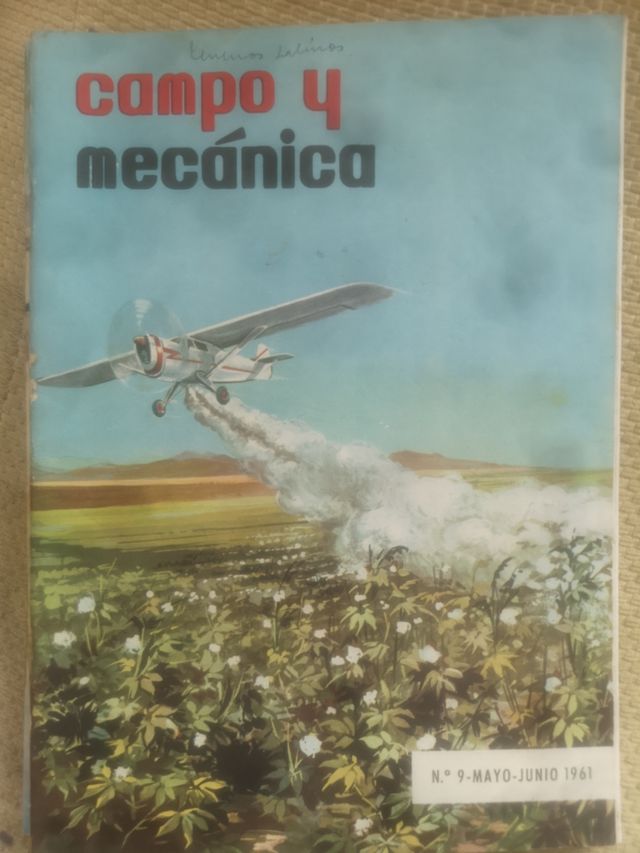 campo y
mecánica
N.º 9-MAYO-JUNIO 1961